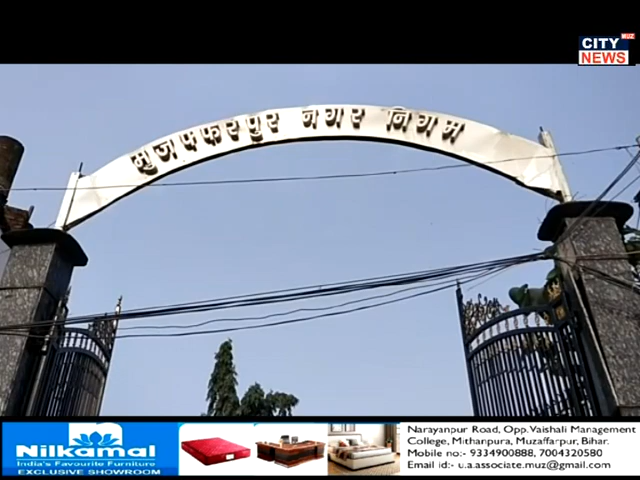 CITY MUZ
NEWS
मुजफ्फरपुर नगर निगम
Nilkamal
India's Favourite Furniture
EXCLUSIVE SHOWROOM
Narayanpur Road, Opp. Vaishali Management
College, Mithanpura, Muzaffarpur, Bihar.
Mobile no:- 9334900888, 7004320580
Email id:- u.a.associate.muz@gmail.com